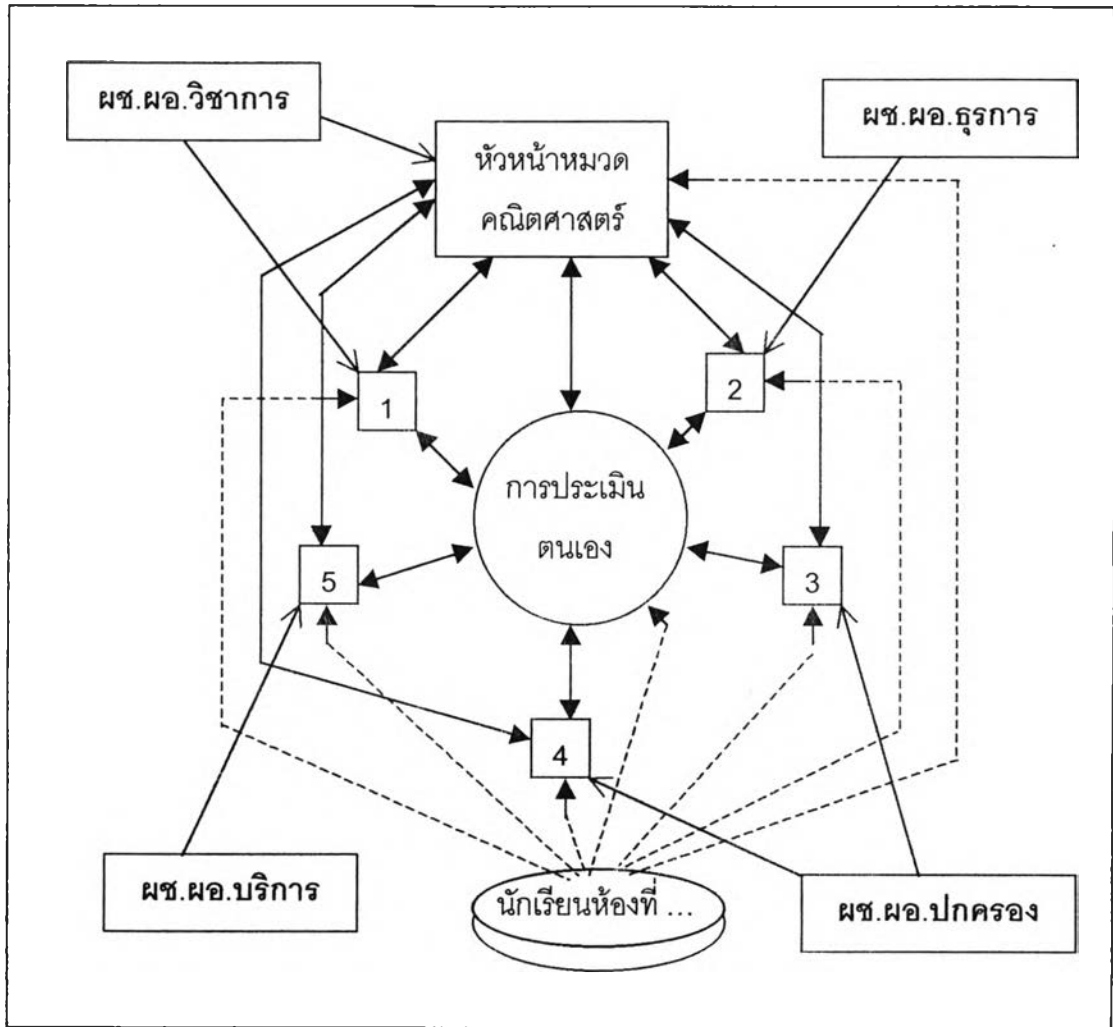 ผช.ผอ.วิชาการ
ผช.ผอ.ธุรการ
หัวหน้าหมวด
คณิตศาสตร์
1
2
การประเมิน
ตนเอง
5
3
4
ผช.ผอ.บริการ
นักเรียนห้องที่ ...
ผช.ผอ.ปกครอง